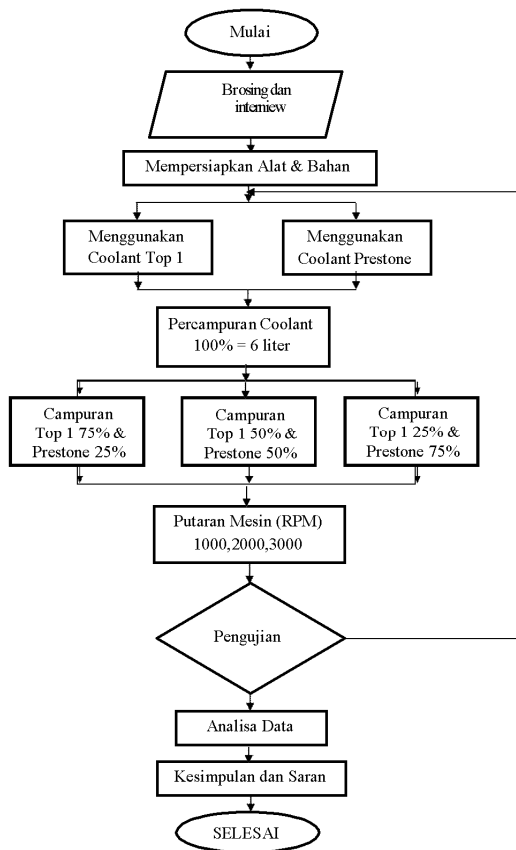 Mulai
Brosing dan
interniew
Mempersiapkan Alat & Bahan
Menggunakan
Coolant Top 1
Menggunakan
Coolant Prestone
Percampuran Coolant
100% = 6 liter
Campuran
Top 1 75% &
Prestone 25%
Campuran
Top 1 50% &
Prestone 50%
Campuran
Top 1 25% &
Prestone 75%
Putaran Mesin (RPM)
1000,2000,3000
Pengujian
Analisa Data
Kesimpulan dan Saran
SELESAI